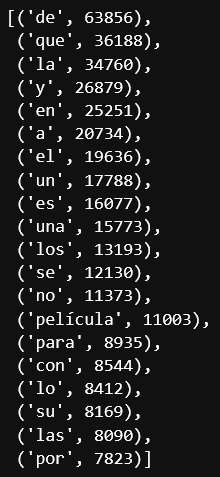 [('de', 63856),
('que', 36188),
('la', 34760),
('y', 26879),
('en', 25251),
('a', 20734),
('el', 19636),
('un', 17788),
('es', 16077),
('una', 15773),
('los', 13193),
('se', 12130),
('no', 11373),
('película', 11003),
('para', 8935),
('con', 8544),
('lo', 8412),
('su', 8169),
('las', 8090),
('por', 7823)]